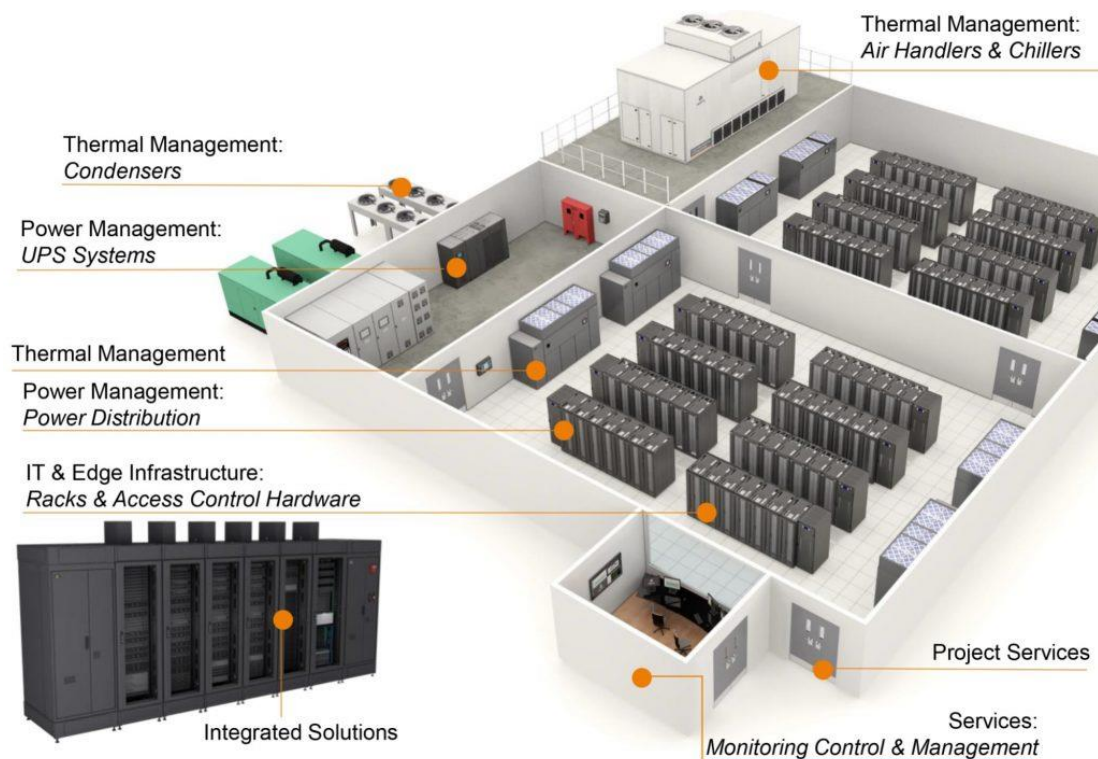 Thermal Management:
Air Handlers & Chillers
Thermal Management:
Condensers
Power Management:
UPS Systems
Thermal Management
Power Management:
Power Distribution
IT & Edge Infrastructure:
Racks & Access Control Hardware
Integrated Solutions
Project Services
Services:
Monitoring Control & Management